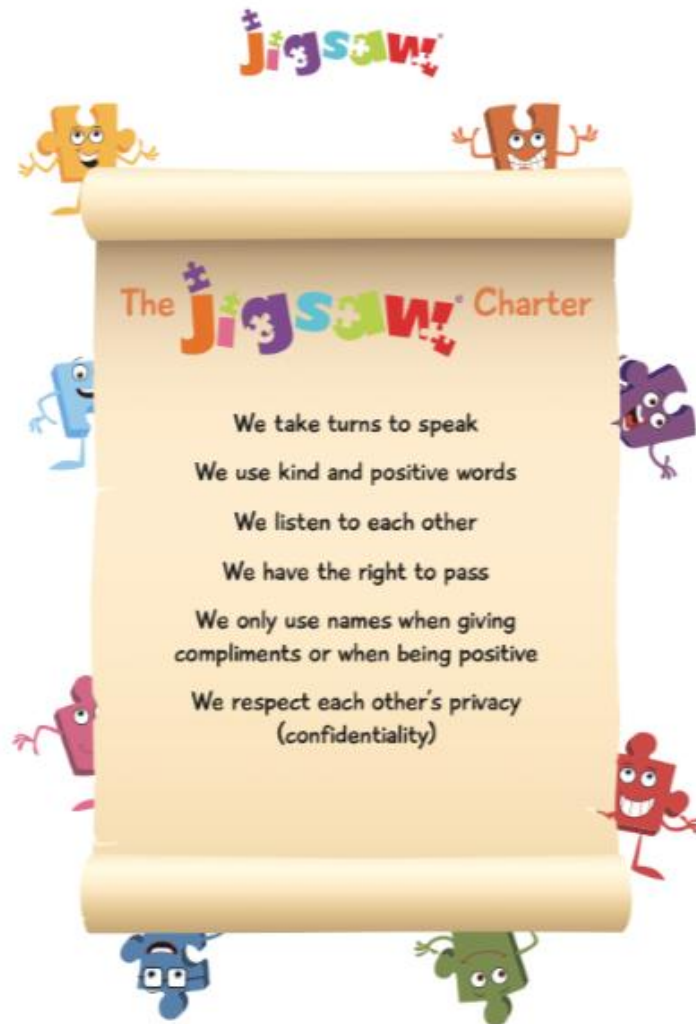 jigsaw®
The jigsaw® Charter
We take turns to speak
We use kind and positive words
We listen to each other
We have the right to pass
We only use names when giving
compliments or when being positive
We respect each other's privacy
(confidentiality)